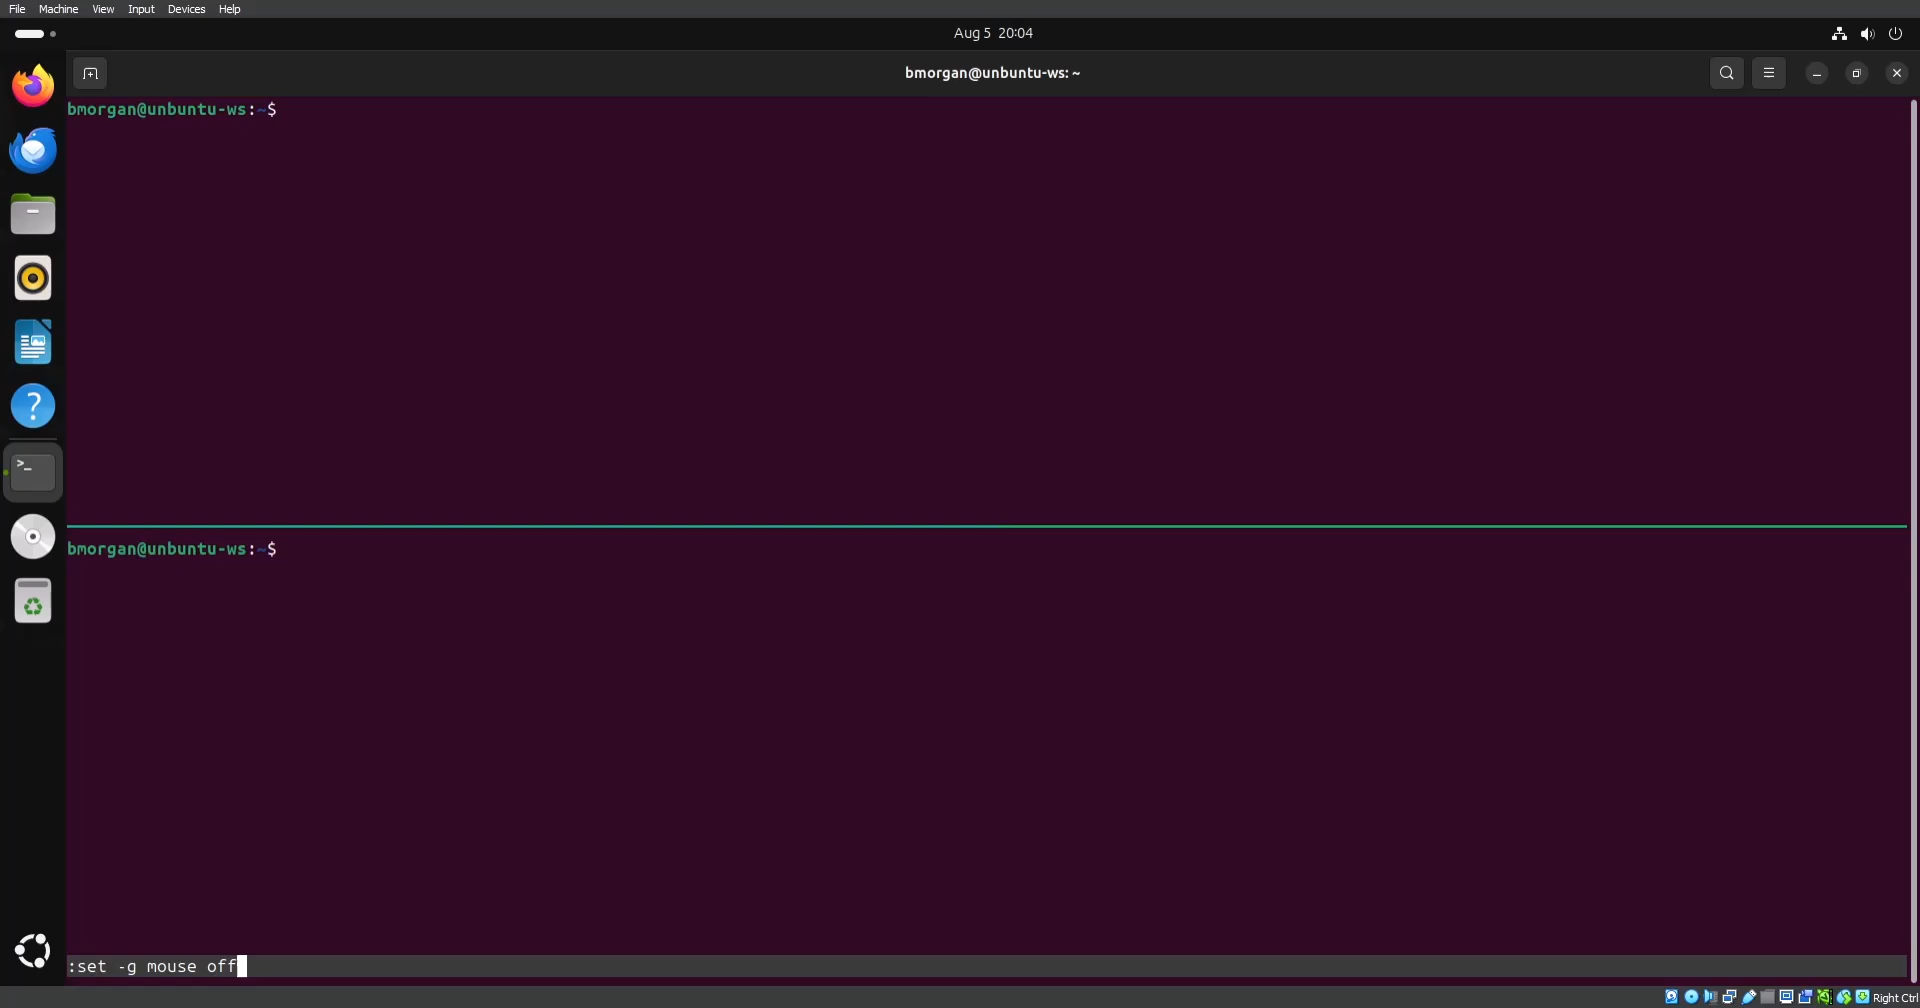 File Machine View Input Devices Help
Aug 5 20:04
bmorgan@unbuntu-ws: ~
bmorgan@unbuntu-ws:~$
bmorgan@unbuntu-ws:~$
:set -g mouse off
Right Ctrl